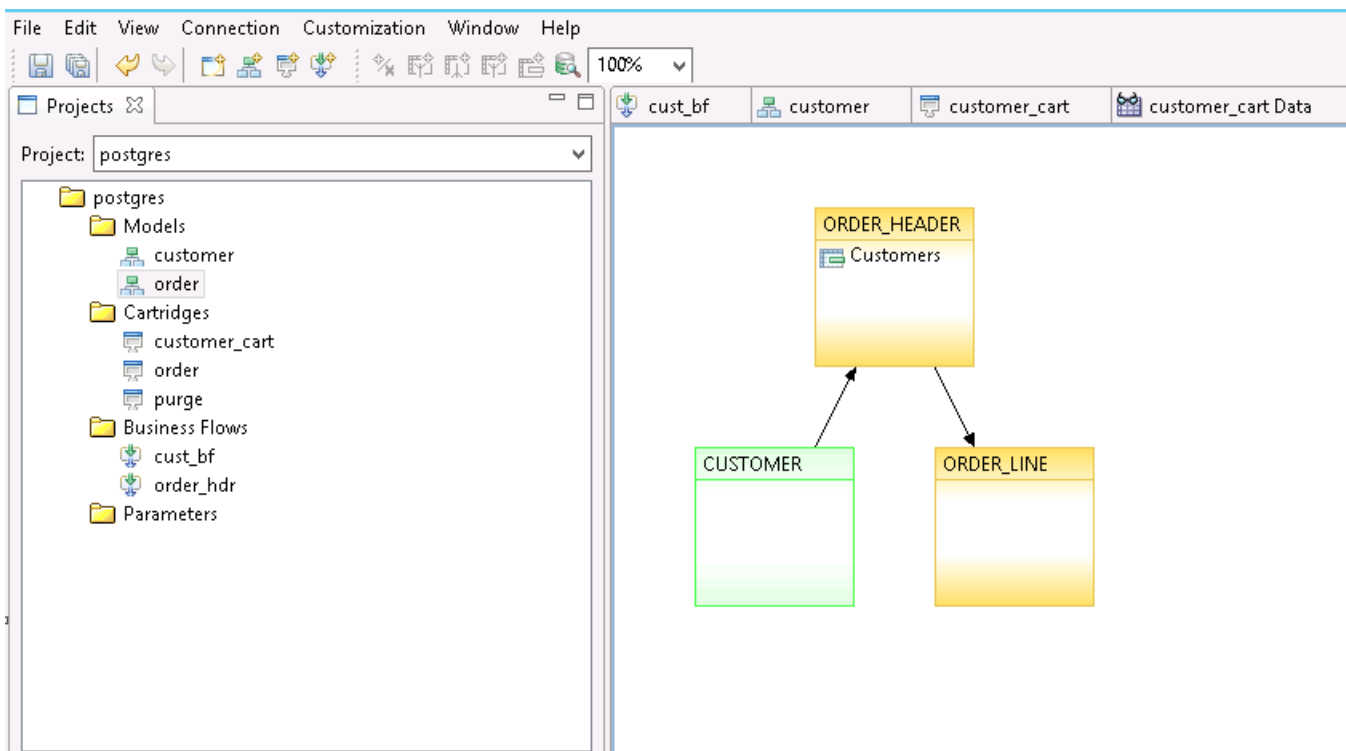 File Edit View Connection Customization Window Help
100%
Projects
cust_bf customer customer_cart customer_cart Data
Project: postgres
postgres
Models
customer
order
Cartridges
customer_cart
order
purge
Business Flows
cust_bf
order_hdr
Parameters
ORDER_HEADER
Customers
CUSTOMER
ORDER_LINE